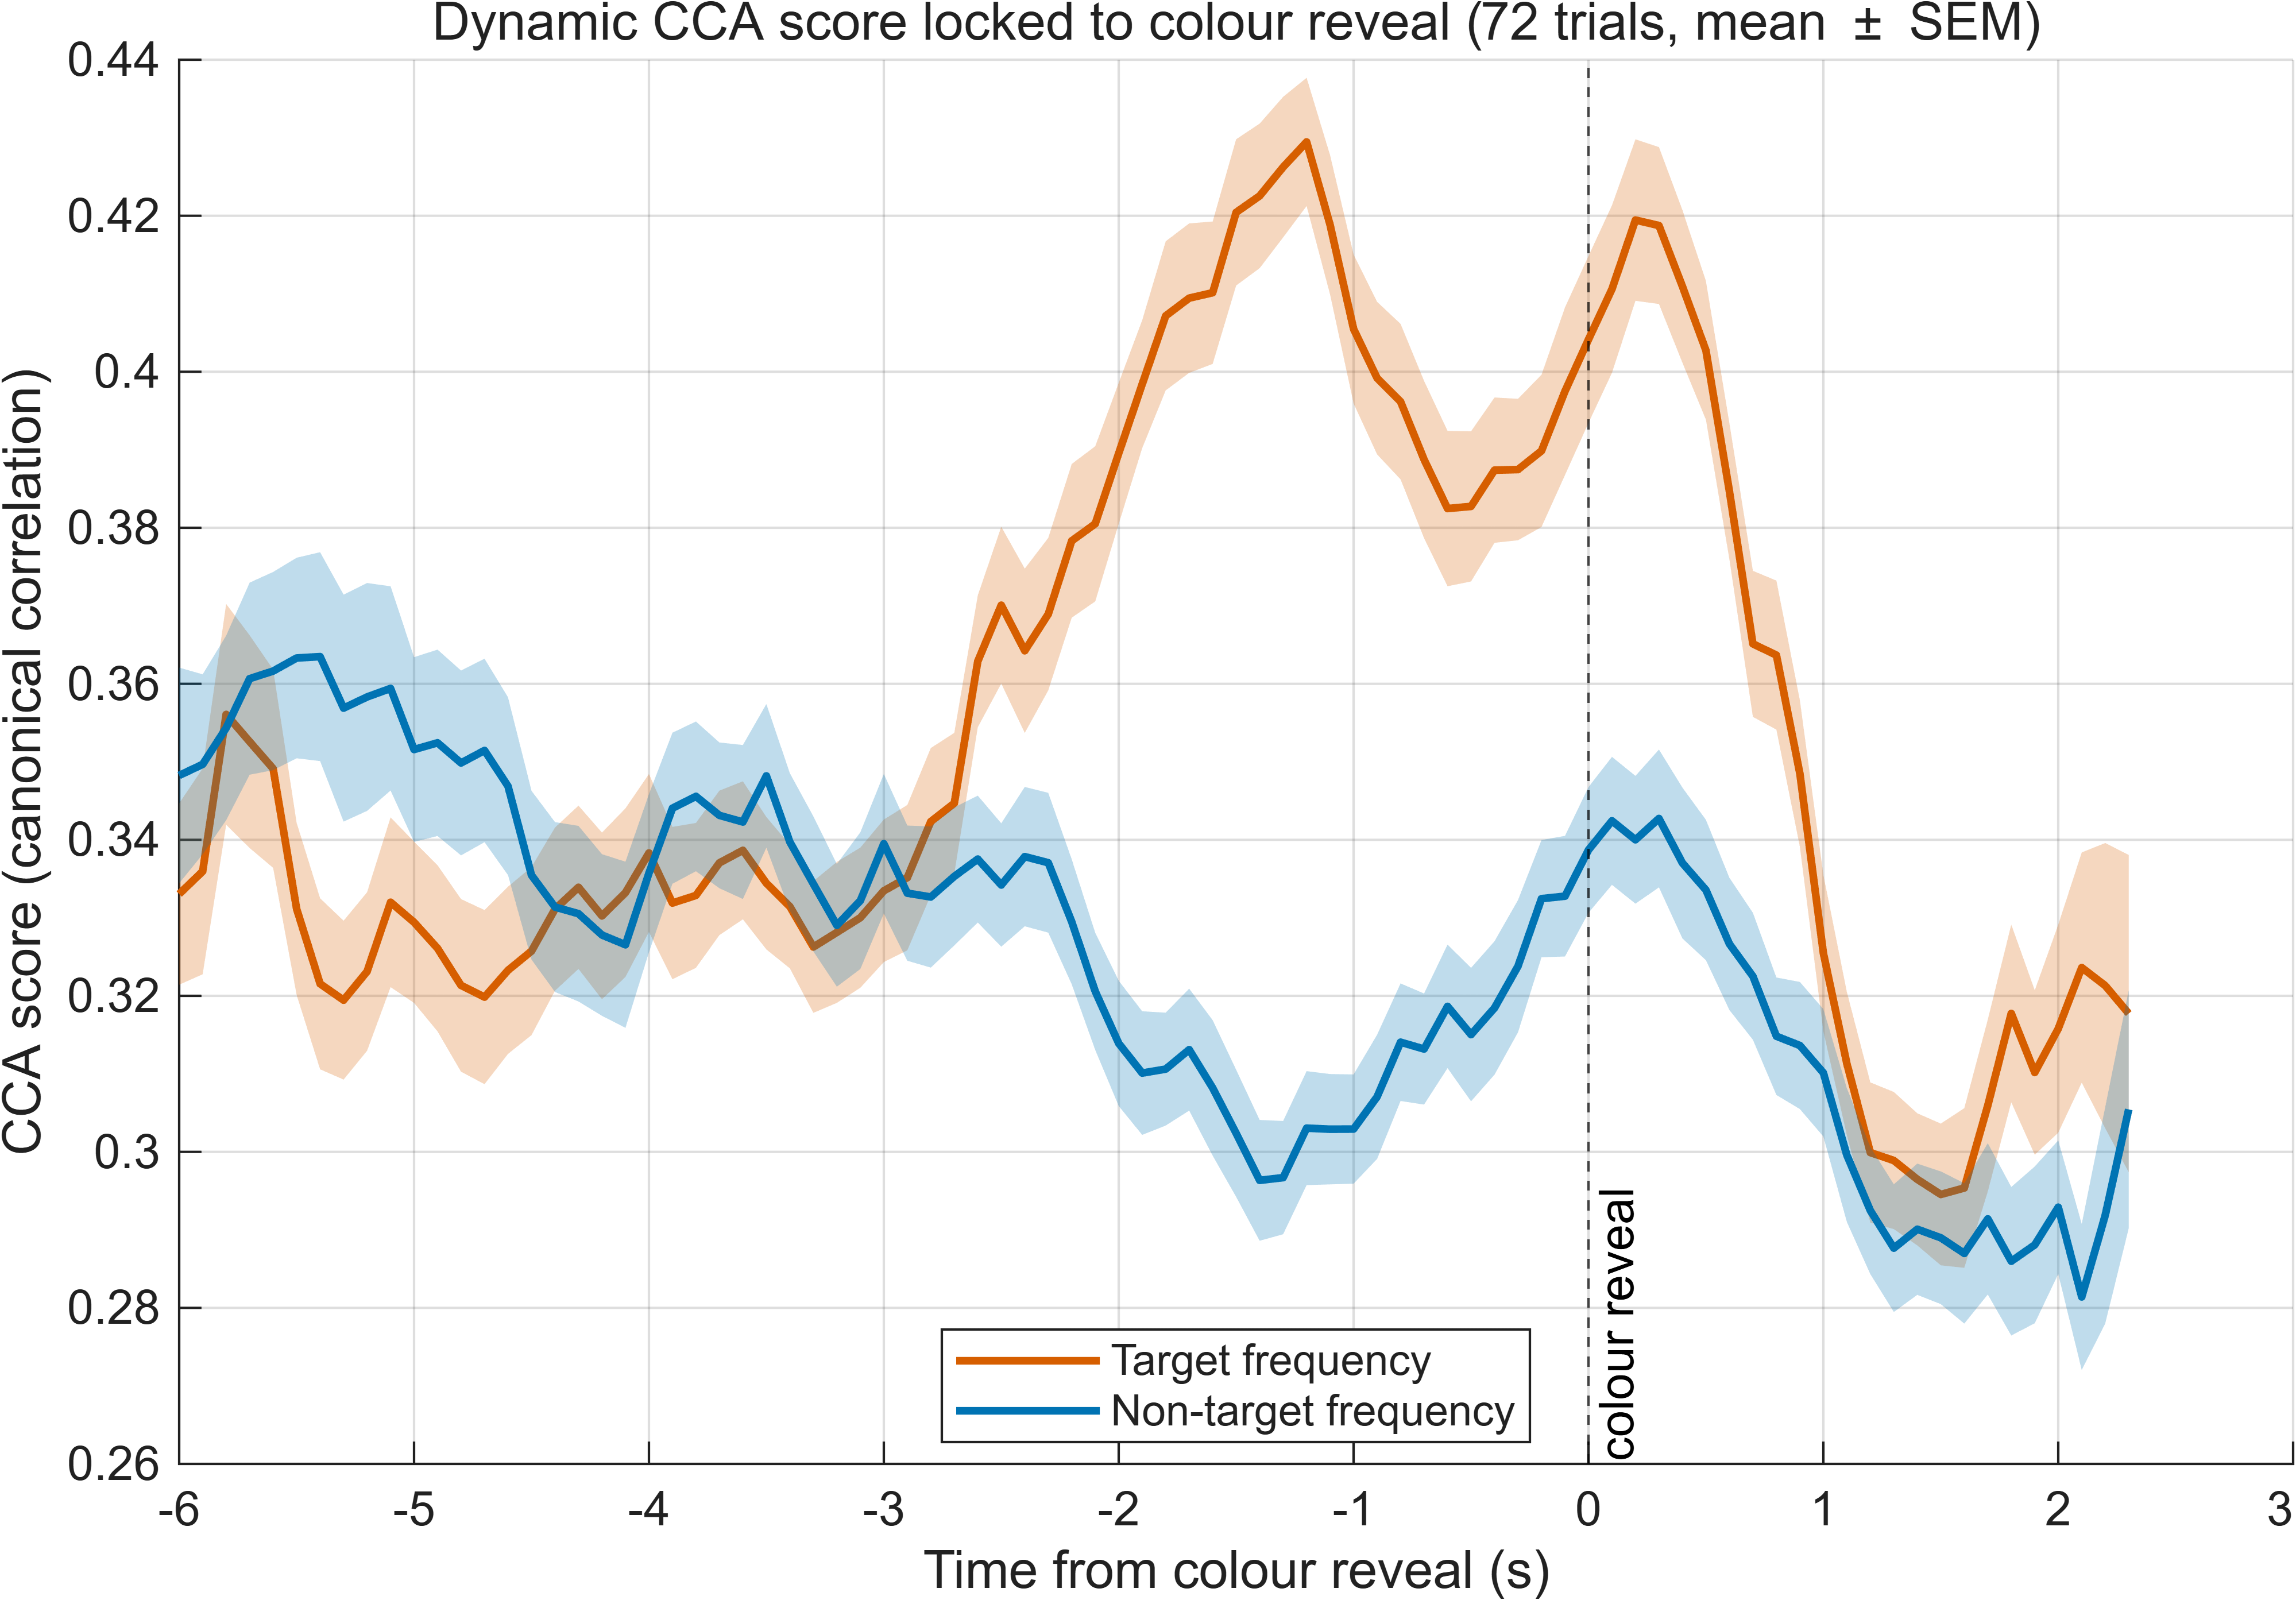 Dynamic CCA score locked to colour reveal (72 trials, mean ± SEM)
CCA score (canonical correlation)
0.44
0.42
0.4
0.38
0.36
0.34
0.32
0.3
0.28
0.26
colour reveal
Target frequency
Non-target frequency
-6 -5 -4 -3 -2 -1 0 1 2 3
Time from colour reveal (s)